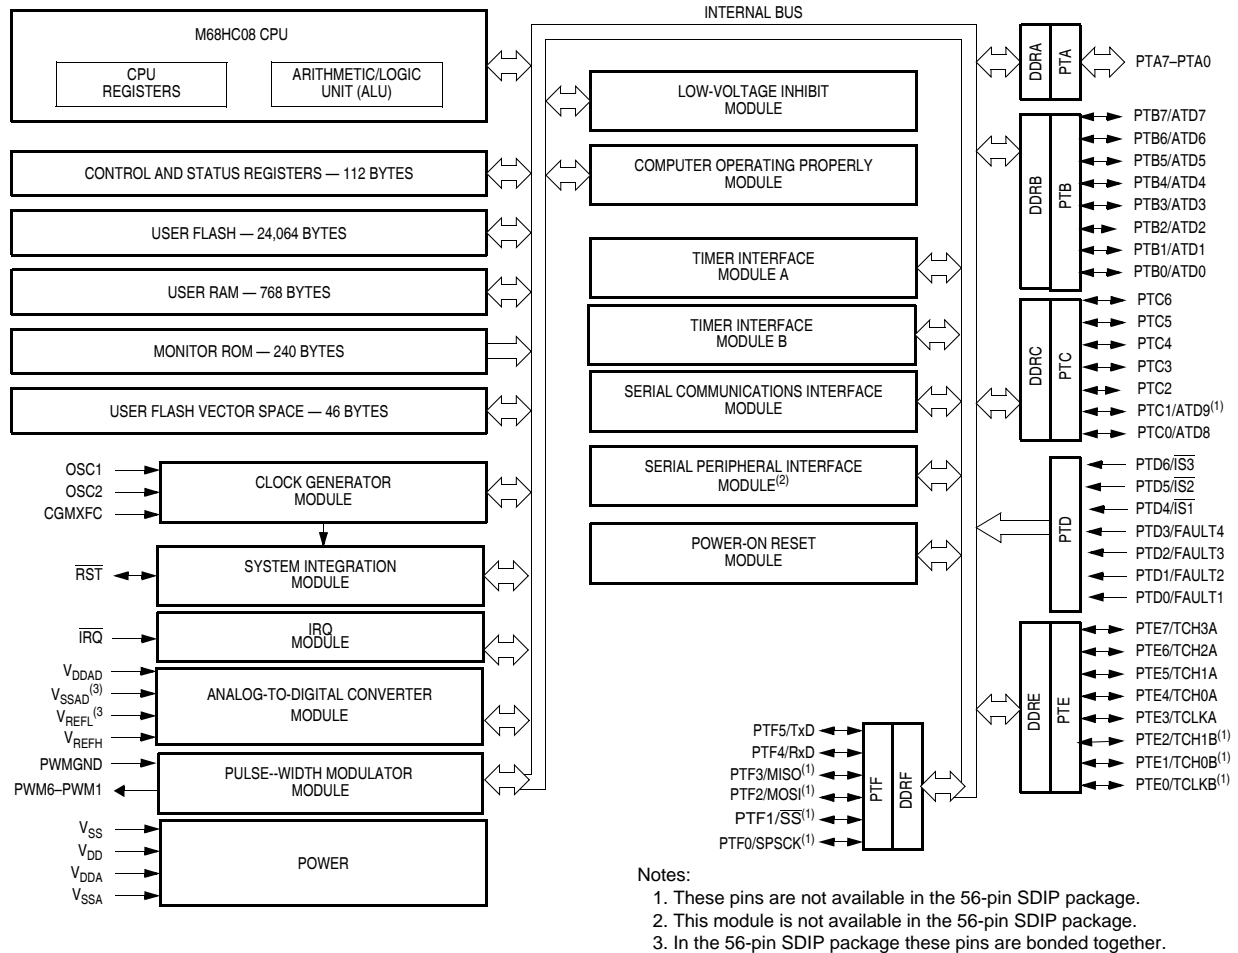 INTERNAL BUS
M68HC08 CPU
CPU
REGISTERS
ARITHMETIC/LOGIC
UNIT (ALU)
CONTROL AND STATUS REGISTERS — 112 BYTES
USER FLASH — 24,064 BYTES
USER RAM — 768 BYTES
MONITOR ROM — 240 BYTES
USER FLASH VECTOR SPACE — 46 BYTES
OSC1
OSC2
CGMXFC
CLOCK GENERATOR
MODULE
RST
SYSTEM INTEGRATION
MODULE
IRQ
IRQ
MODULE
VDDAD
VSSAD(3)
VREFL(3
VREFH
ANALOG-TO-DIGITAL CONVERTER
MODULE
PWMGND
PWM6–PWM1
PULSE--WIDTH MODULATOR
MODULE
VSS
VDD
VDDA
VSSA
POWER
LOW-VOLTAGE INHIBIT
MODULE
COMPUTER OPERATING PROPERLY
MODULE
TIMER INTERFACE
MODULE A
TIMER INTERFACE
MODULE B
SERIAL COMMUNICATIONS INTERFACE
MODULE
SERIAL PERIPHERAL INTERFACE
MODULE(2)
POWER-ON RESET
MODULE
PTF5/TxD
PTF4/RxD
PTF3/MISO(1)
PTF2/MOSI(1)
PTF1/SS(1)
PTF0/SPSCK(1)
PTF
DDRF
DDRA
PTA
PTA7–PTA0
DDRB
PTB
PTB7/ATD7
PTB6/ATD6
PTB5/ATD5
PTB4/ATD4
PTB3/ATD3
PTB2/ATD2
PTB1/ATD1
PTB0/ATD0
DDRC
PTC
PTC6
PTC5
PTC4
PTC3
PTC2
PTC1/ATD9(1)
PTC0/ATD8
PTD
PTD6/IS3
PTD5/IS2
PTD4/IS1
PTD3/FAULT4
PTD2/FAULT3
PTD1/FAULT2
PTD0/FAULT1
DDRE
PTE
PTE7/TCH3A
PTE6/TCH2A
PTE5/TCH1A
PTE4/TCH0A
PTE3/TCLKA
PTE2/TCH1B(1)
PTE1/TCH0B(1)
PTE0/TCLKB(1)
Notes:
1. These pins are not available in the 56-pin SDIP package.
2. This module is not available in the 56-pin SDIP package.
3. In the 56-pin SDIP package these pins are bonded together.